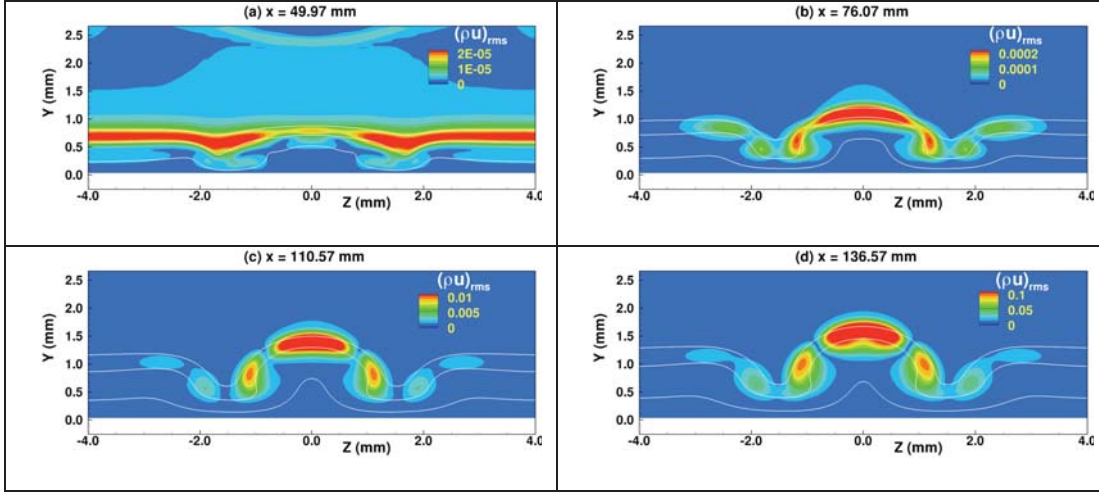 (a) x = 49.97 mm
(ρu)rms
2E-05
1E-05
0
Y (mm)
2.5
2.0
1.5
1.0
0.5
0.0
-4.0 -2.0 0.0 2.0 4.0
Z (mm)
(b) x = 76.07 mm
(ρu)rms
0.0002
0.0001
0
Y (mm)
2.5
2.0
1.5
1.0
0.5
0.0
-4.0 -2.0 0.0 2.0 4.0
Z (mm)
(c) x = 110.57 mm
(ρu)rms
0.01
0.005
0
Y (mm)
2.5
2.0
1.5
1.0
0.5
0.0
-4.0 -2.0 0.0 2.0 4.0
Z (mm)
(d) x = 136.57 mm
(ρu)rms
0.1
0.05
0
Y (mm)
2.5
2.0
1.5
1.0
0.5
0.0
-4.0 -2.0 0.0 2.0 4.0
Z (mm)